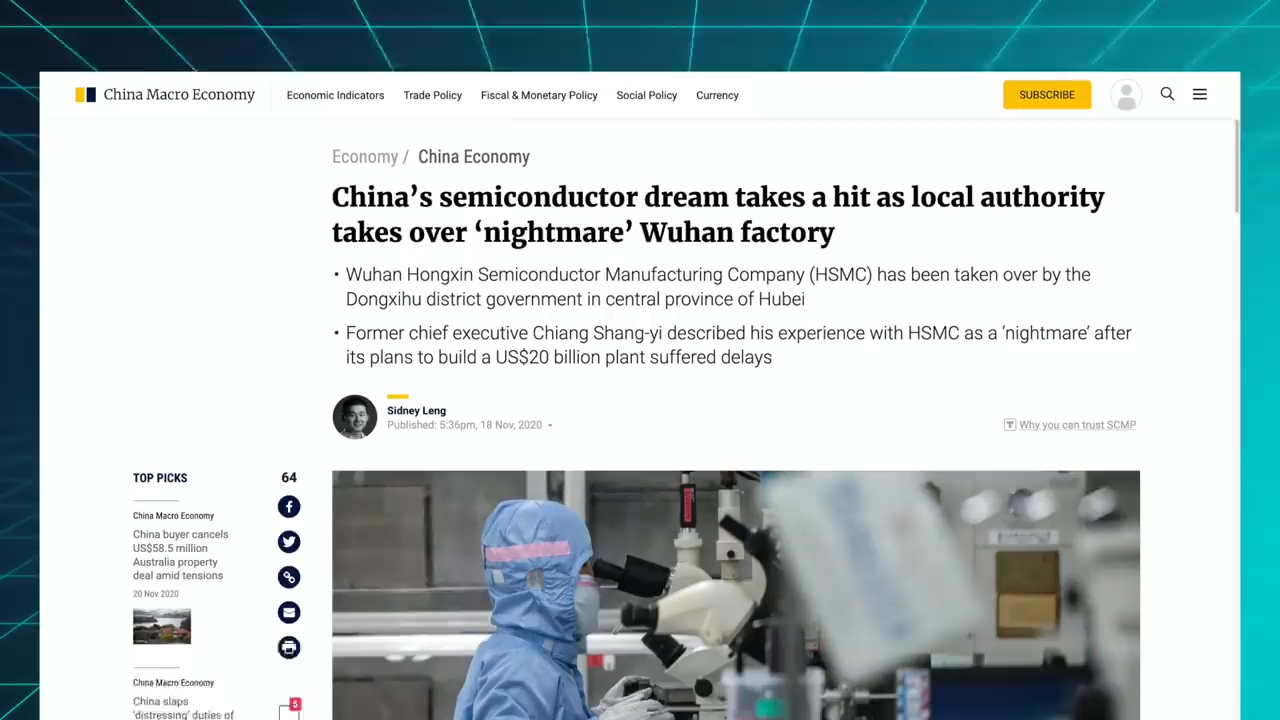 China Macro Economy
Economic Indicators
Trade Policy
Fiscal & Monetary Policy
Social Policy
Currency
SUBSCRIBE
Economy / China Economy
China’s semiconductor dream takes a hit as local authority
takes over ‘nightmare’ Wuhan factory
• Wuhan Hongxin Semiconductor Manufacturing Company (HSMC) has been taken over by the
Dongxihu district government in central province of Hubei
• Former chief executive Chiang Shang-yi described his experience with HSMC as a ‘nightmare’ after
its plans to build a US$20 billion plant suffered delays
Sidney Leng
Published: 5:36pm, 18 Nov, 2020
Why you can trust SCMP
TOP PICKS
64
China Macro Economy
China buyer cancels
US$58.5 million
Australia property
deal amid tensions
20 Nov 2020
China Macro Economy
China slaps
‘distressing’ duties of
5